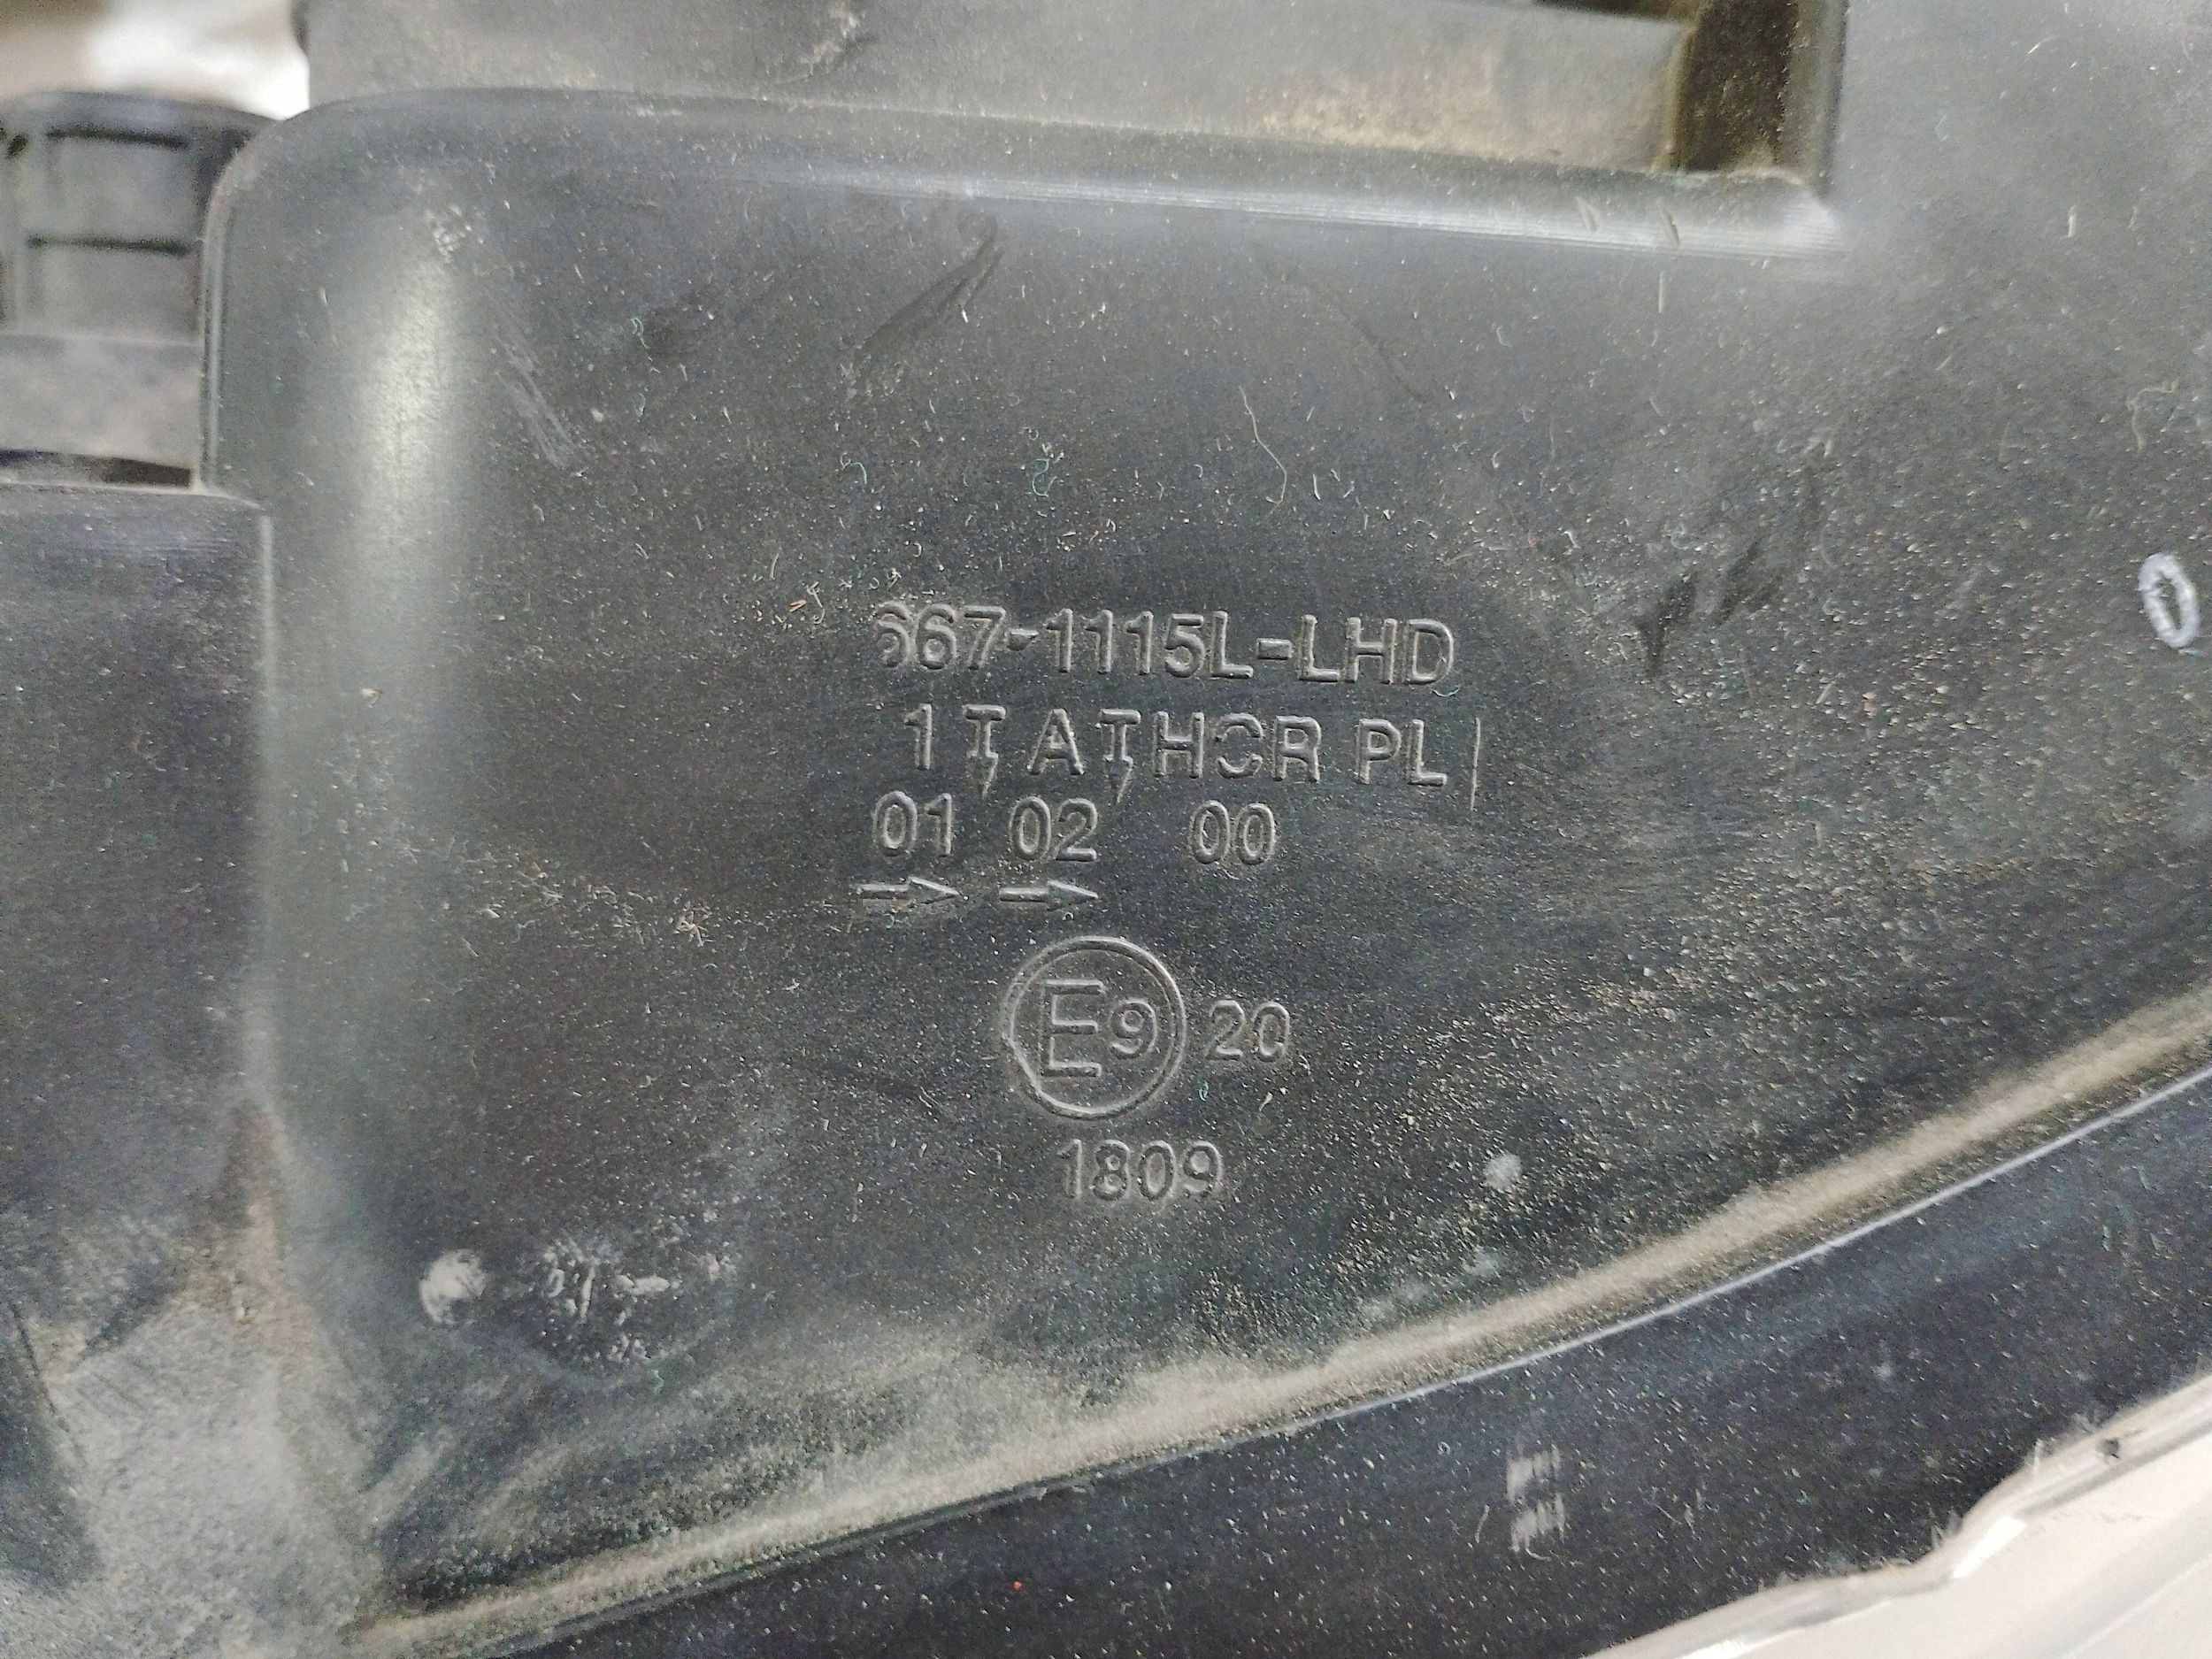 667-1115L-LHD
1 I A I HCR PL
01 02 00
→ →
E9 20
1809